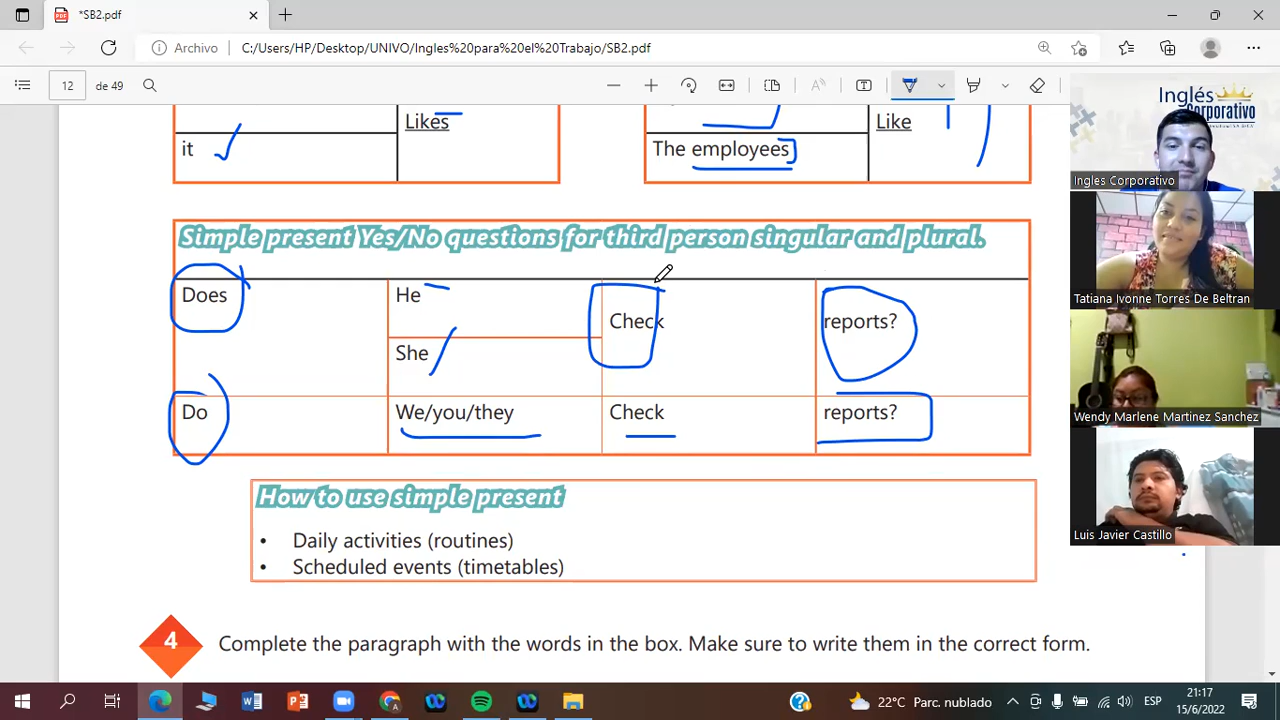 *SB2.pdf
Archivo
C:/Users/HP/Desktop/UNIVO/Ingles%20para%20el%20Trabajo/SB2.pdf
12 de 49
Likes
it
Like
The employees
Simple present Yes/No questions for third person singular and plural.
Does
He
Check
reports?
She
Do
We/you/they
Check
reports?
How to use simple present
• Daily activities (routines)
• Scheduled events (timetables)
4
Complete the paragraph with the words in the box. Make sure to write them in the correct form.
Inglés
Corporativo
Ingles Corporativo
Tatiana Ivonne Torres De Beltran
Wendy Marlene Martinez Sanchez
Luis Javier Castillo
22°C Parc. nublado
ESP
21:17
15/6/2022